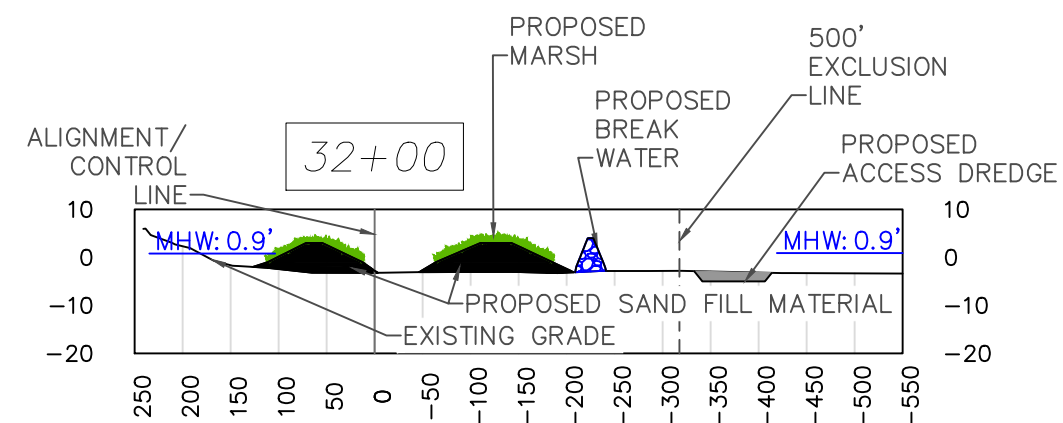 PROPOSED
MARSH
500'
EXCLUSION
LINE
PROPOSED
BREAK
WATER
ALIGNMENT/
CONTROL
LINE
32+00
PROPOSED
ACCESS DREDGE
10
0
-10
-20
MHW: 0.9'
MHW: 0.9'
10
0
-10
-20
PROPOSED SAND FILL MATERIAL
EXISTING GRADE
250
200
150
100
50
0
-50
-100
-150
-200
-250
-300
-350
-400
-450
-500
-550